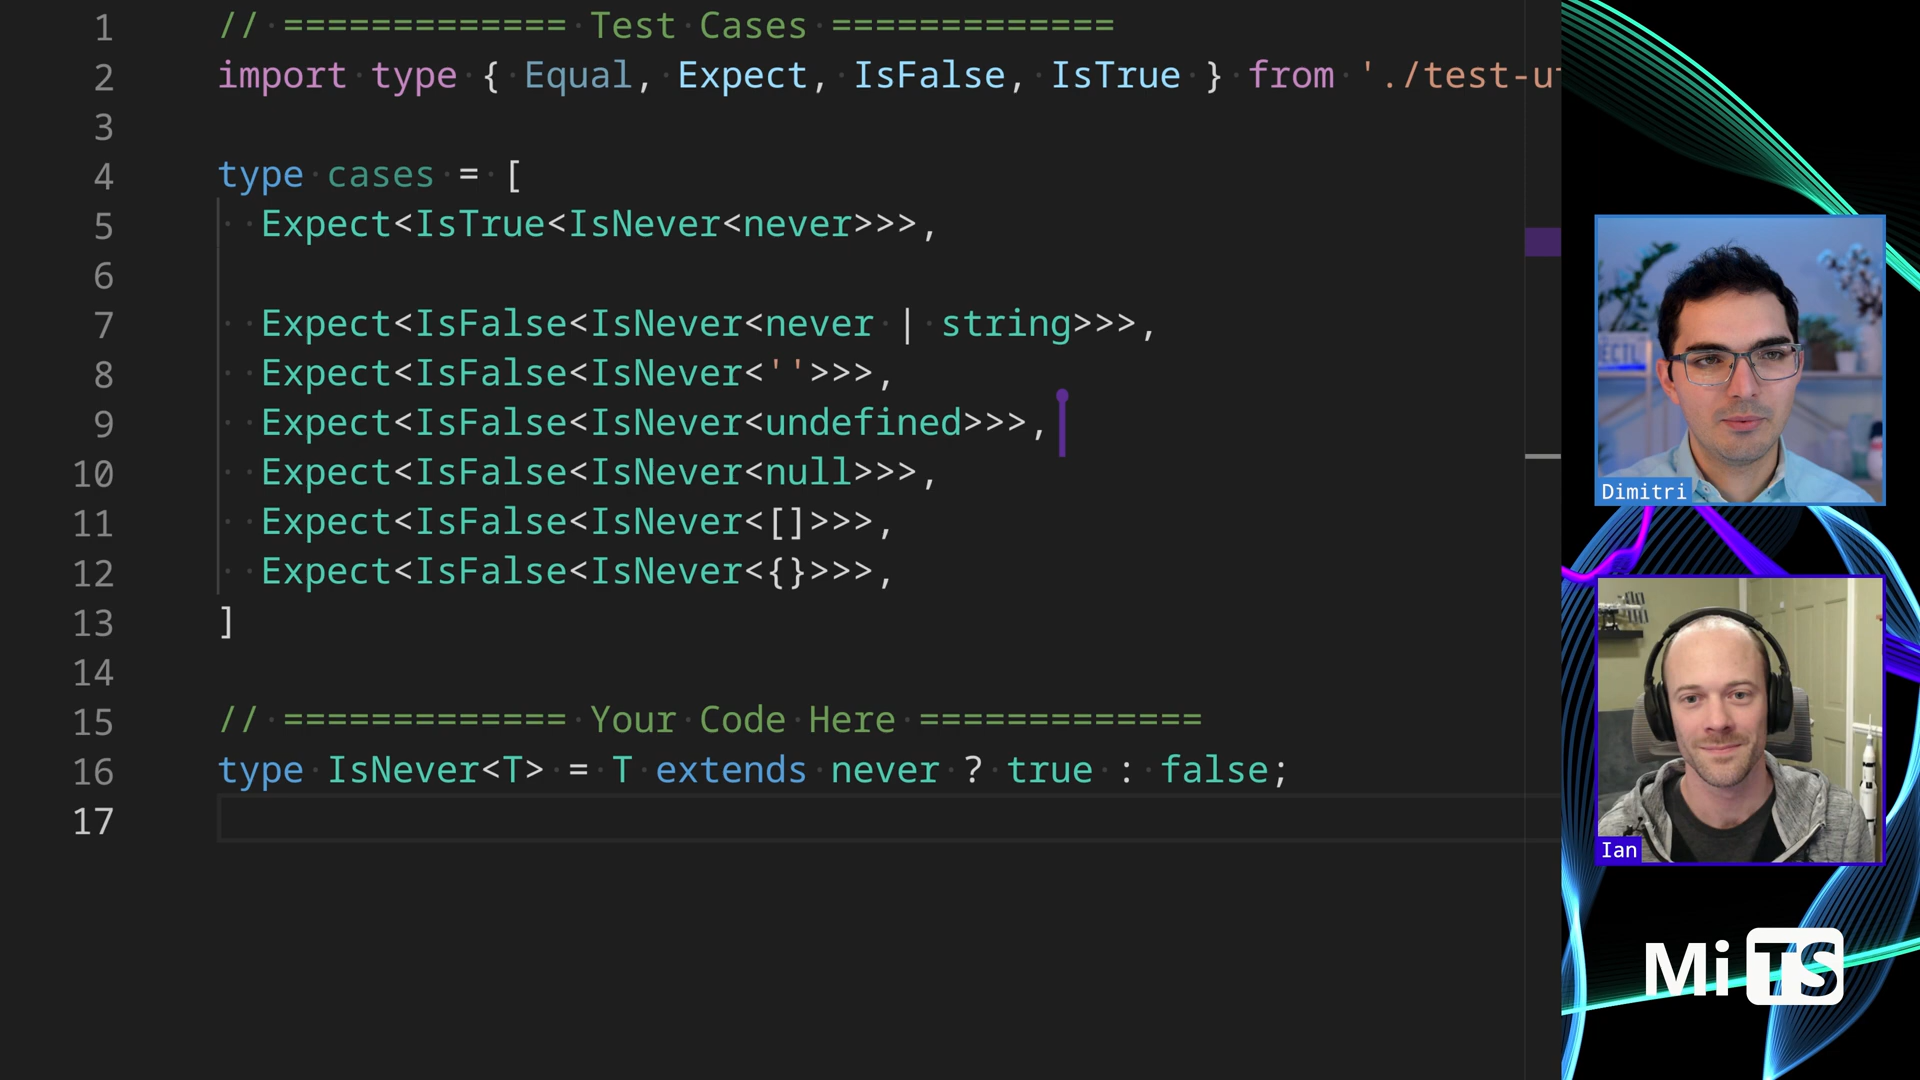 1 // ============= Test Cases =============
2 import type { Equal, Expect, IsFalse, IsTrue } from './test-u
3
4 type cases = [
5   Expect<IsTrue<IsNever<never>>>,
6
7   Expect<IsFalse<IsNever<never | string>>>,
8   Expect<IsFalse<IsNever<''>>>,
9   Expect<IsFalse<IsNever<undefined>>>,
10   Expect<IsFalse<IsNever<null>>>,
11   Expect<IsFalse<IsNever<[]>>>,
12   Expect<IsFalse<IsNever<{}>>>,
13 ]
14
15 // ============= Your Code Here =============
16 type IsNever<T> = T extends never ? true : false;
17
Dimitri
Ian
MiTS